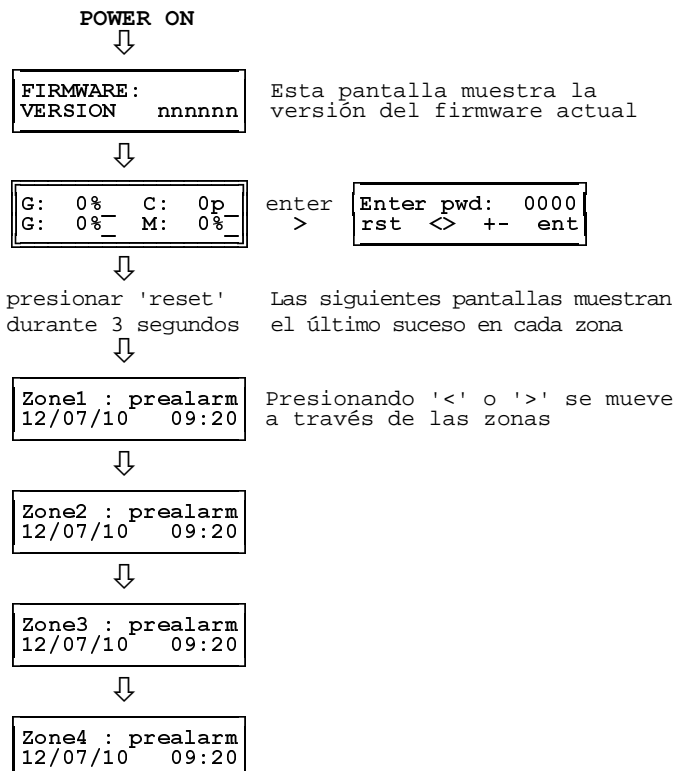 POWER ON
FIRMWARE:
VERSION nnnnnn
Esta pantalla muestra la
versión del firmware actual
G: 0%_ C: 0p_
G: 0%_ M: 0%_
enter
>
Enter pwd: 0000
rst <> +- ent
presionar 'reset'
durante 3 segundos
Las siguientes pantallas muestran
el último suceso en cada zona
Zone1 : prealarm
12/07/10 09:20
Presionando '<' o '>' se mueve
a través de las zonas
Zone2 : prealarm
12/07/10 09:20
Zone3 : prealarm
12/07/10 09:20
Zone4 : prealarm
12/07/10 09:20